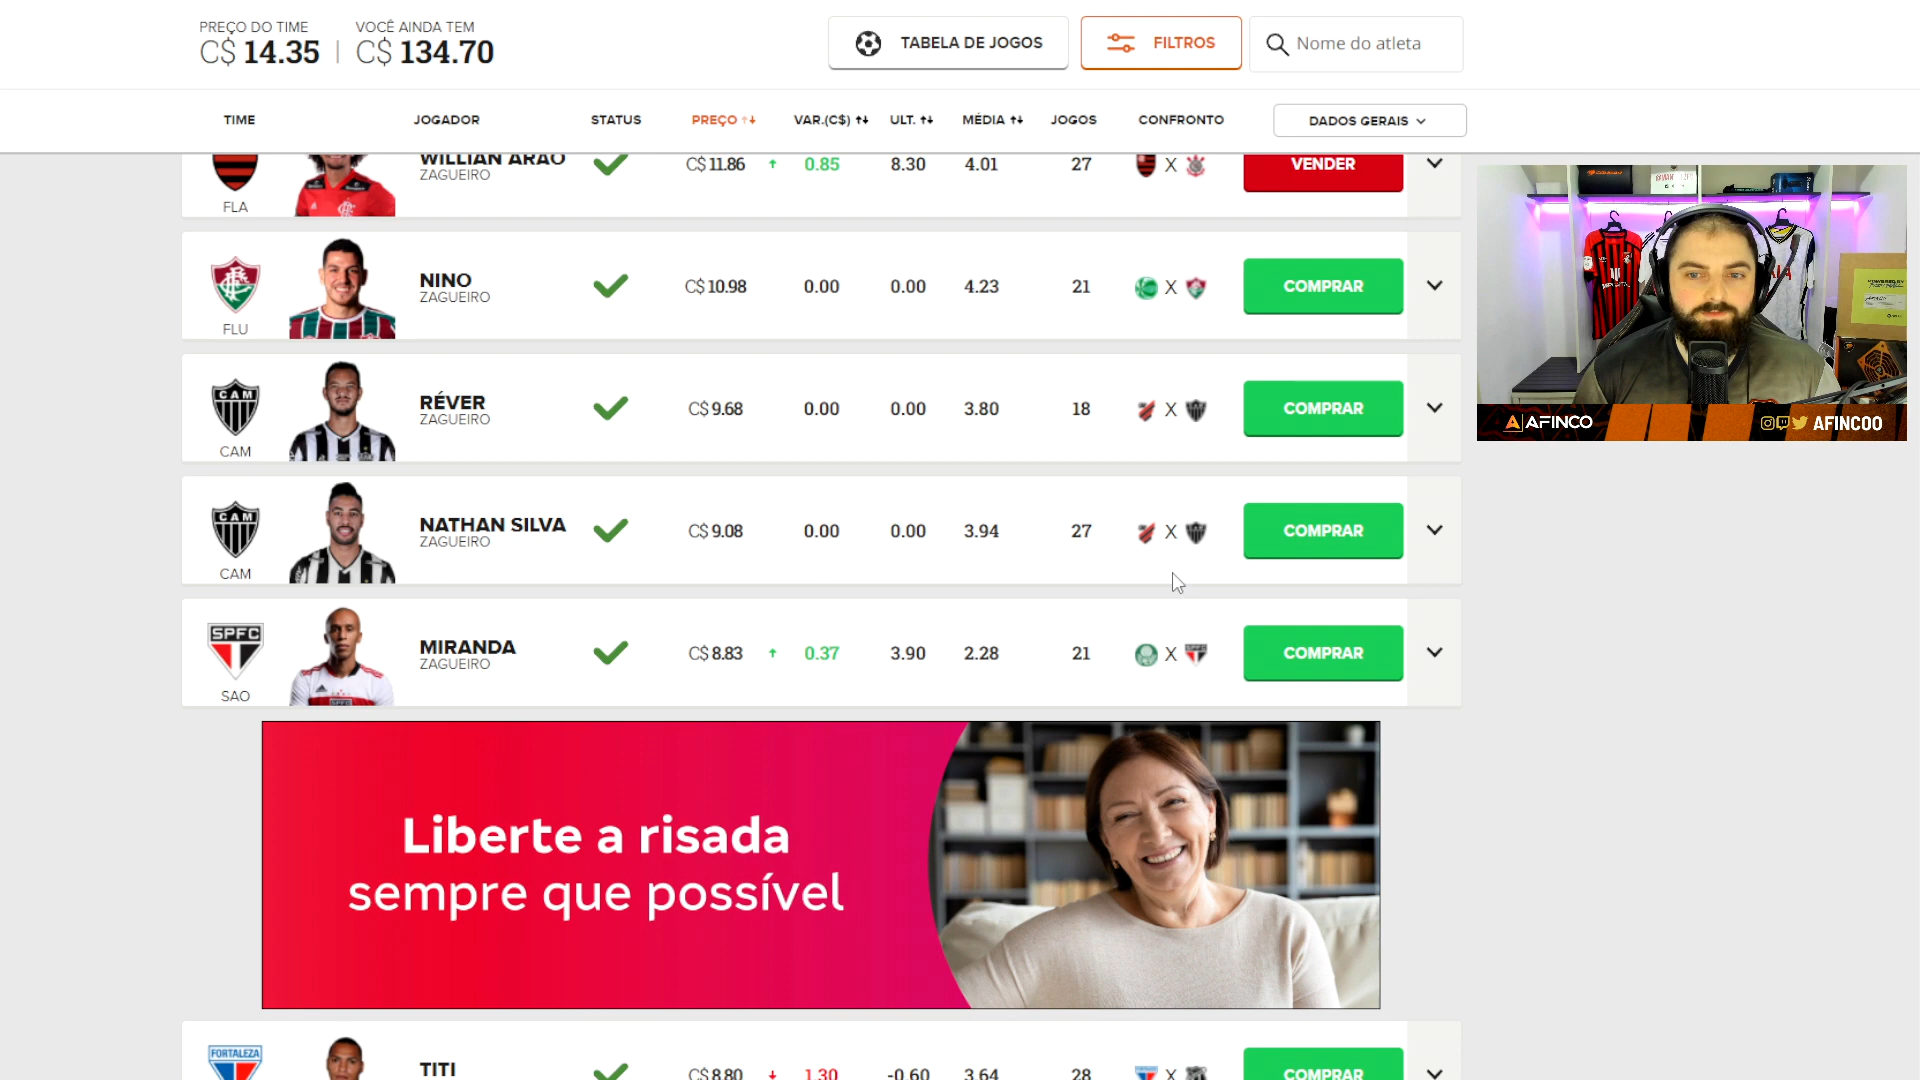 PREÇO DO TIME
C$ 14.35
VOCÊ AINDA TEM
C$ 134.70
TABELA DE JOGOS
FILTROS
Nome do atleta
TIME JOGADOR STATUS PREÇO VAR.(C$) ULT. MÉDIA JOGOS CONFRONTO DADOS GERAIS
FLA
WILLIAN ARAO
ZAGUEIRO
C$ 11.86 0.85 8.30 4.01 27 X VENDER
FLU
NINO
ZAGUEIRO
C$ 10.98 0.00 0.00 4.23 21 X COMPRAR
CAM
CAM
RÉVER
ZAGUEIRO
C$ 9.68 0.00 0.00 3.80 18 X COMPRAR
CAM
CAM
NATHAN SILVA
ZAGUEIRO
C$ 9.08 0.00 0.00 3.94 27 X COMPRAR
SPFC
SAO
MIRANDA
ZAGUEIRO
C$ 8.83 0.37 3.90 2.28 21 X COMPRAR
Liberte a risada
sempre que possível
FORTALEZA
TITI
C$ 8.80 1.30 -0.60 3.64 28 X COMPRAR
AFINCO
AFINCOO